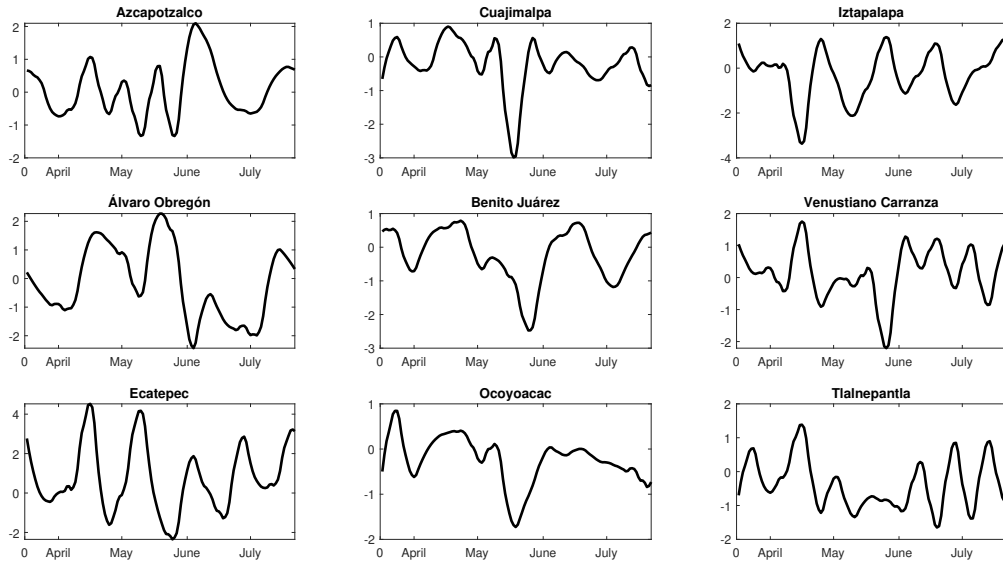 Azcapotzalco
2
1
0
-1
-2
0 April May June July
Cuajimalpa
1
0
-1
-2
-3
0 April May June July
Iztapalapa
2
0
-2
-4
0 April May June July
Álvaro Obregón
2
1
0
-1
-2
0 April May June July
Benito Juárez
1
0
-1
-2
-3
0 April May June July
Venustiano Carranza
2
1
0
-1
-2
0 April May June July
Ecatepec
4
2
0
-2
0 April May June July
Ocoyoacac
1
0
-1
-2
0 April May June July
Tlalnepantla
2
1
0
-1
-2
0 April May June July